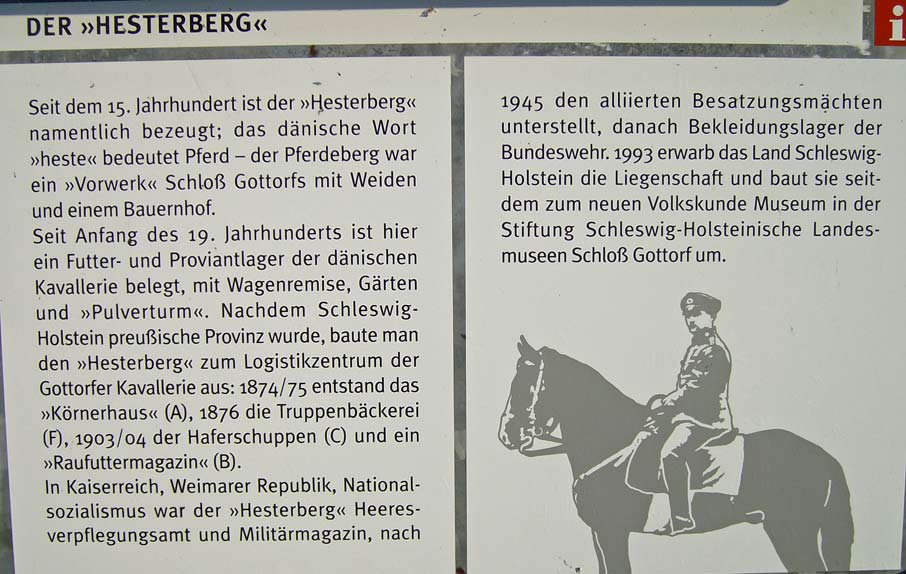 DER »HESTERBERG«
i
Seit dem 15. Jahrhundert ist der »Hesterberg«
namentlich bezeugt; das dänische Wort
»heste« bedeutet Pferd – der Pferdeberg war
ein »Vorwerk« Schloß Gottorfs mit Weiden
und einem Bauernhof.
Seit Anfang des 19. Jahrhunderts ist hier
ein Futter- und Proviantlager der dänischen
Kavallerie belegt, mit Wagenremise, Gärten
und »Pulverturm«. Nachdem Schleswig-
Holstein preußische Provinz wurde, baute man
den »Hesterberg« zum Logistikzentrum der
Gottorfer Kavallerie aus: 1874/75 entstand das
»Körnerhaus« (A), 1876 die Truppenbäckerei
(F), 1903/04 der Haferschuppen (C) und ein
»Raufuttermagazin« (B).
In Kaiserreich, Weimarer Republik, National-
sozialismus war der »Hesterberg« Heeres-
verpflegungsamt und Militärmagazin, nach
1945 den alliierten Besatzungsmächten
unterstellt, danach Bekleidungslager der
Bundeswehr. 1993 erwarb das Land Schleswig-
Holstein die Liegenschaft und baut sie seit-
dem zum neuen Volkskunde Museum in der
Stiftung Schleswig-Holsteinische Landes-
museen Schloß Gottorf um.